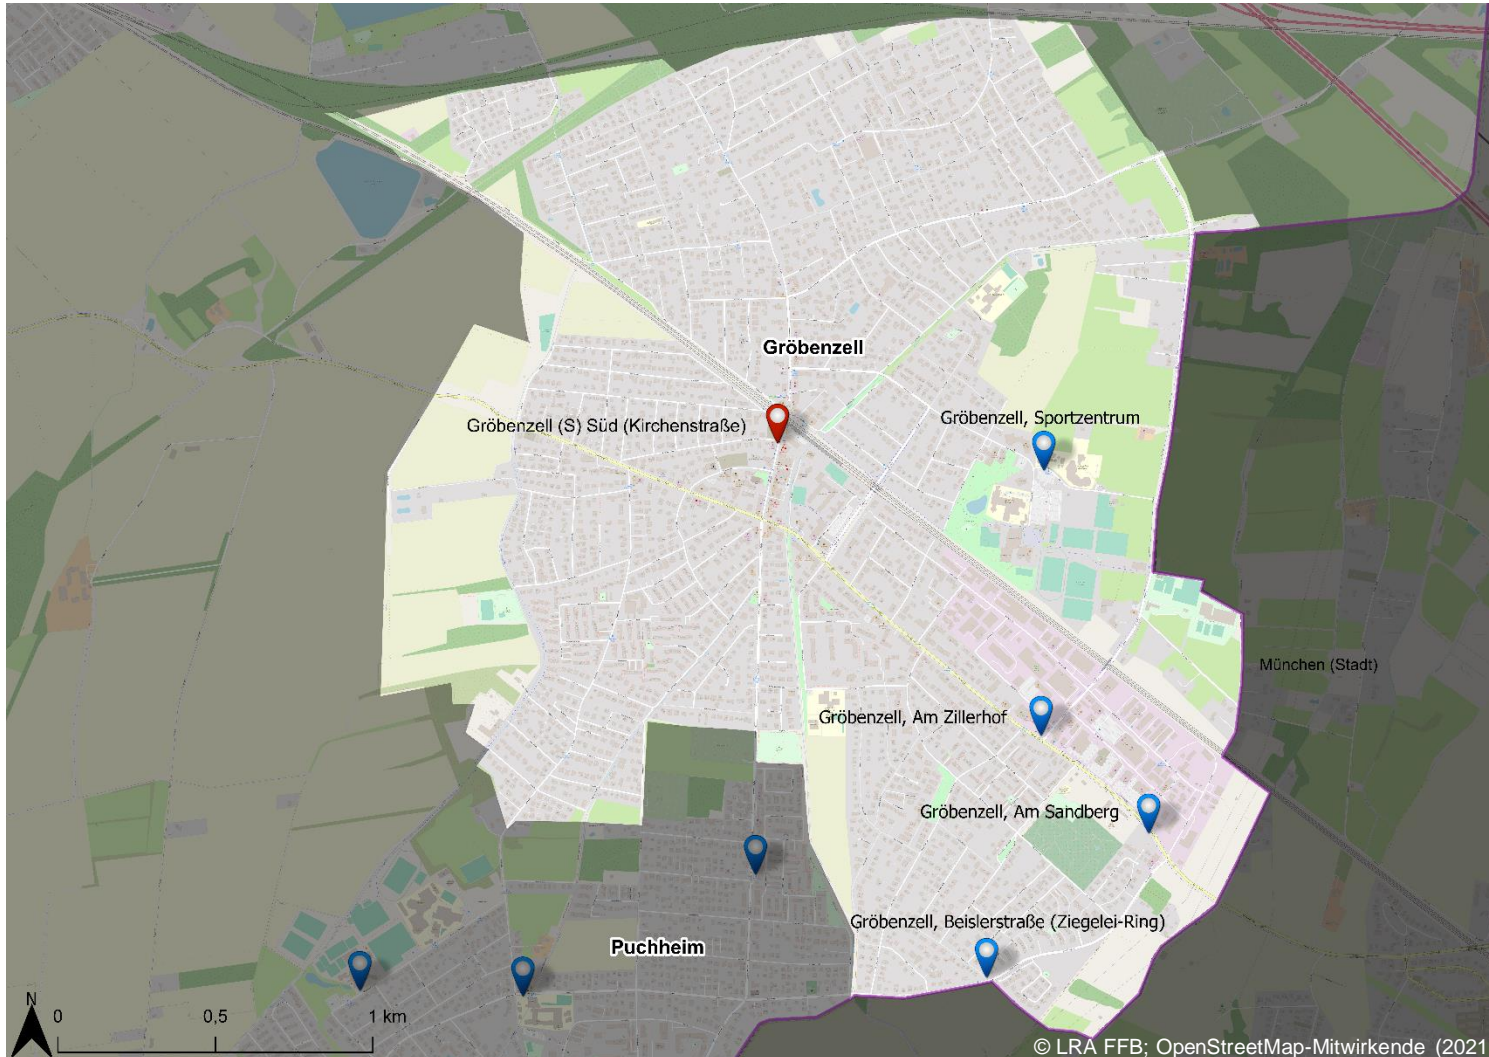 Gröbenzell
Gröbenzell (S) Süd (Kirchenstraße)
Gröbenzell, Sportzentrum
München (Stadt)
Gröbenzell, Am Zillerhof
Gröbenzell, Am Sandberg
Gröbenzell, Beislerstraße (Ziegelei-Ring)
Puchheim
N
0 0,5 1 km
© LRA FFB; OpenStreetMap-Mitwirkende (2021